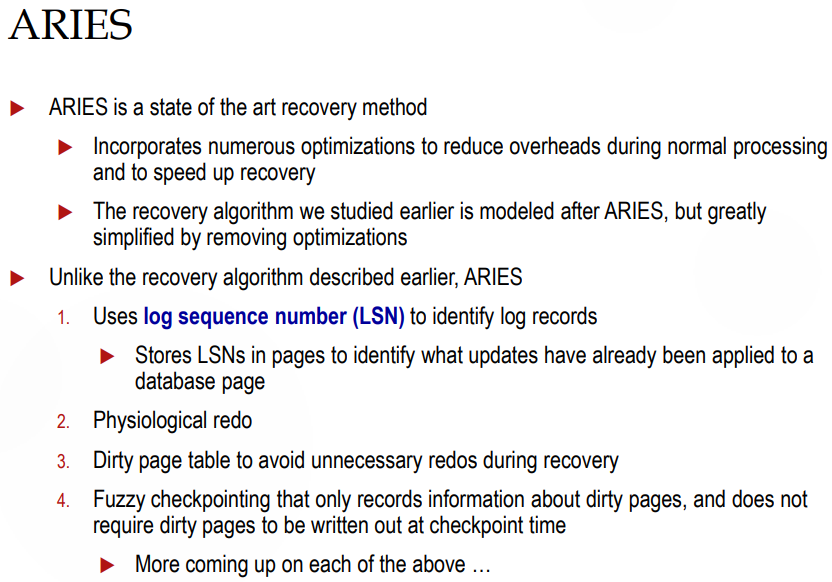 ARIES
ARIES is a state of the art recovery method
Incorporates numerous optimizations to reduce overheads during normal processing
and to speed up recovery
The recovery algorithm we studied earlier is modeled after ARIES, but greatly
simplified by removing optimizations
Unlike the recovery algorithm described earlier, ARIES
1. Uses log sequence number (LSN) to identify log records
Stores LSNs in pages to identify what updates have already been applied to a
database page
2. Physiological redo
3. Dirty page table to avoid unnecessary redos during recovery
4. Fuzzy checkpointing that only records information about dirty pages, and does not
require dirty pages to be written out at checkpoint time
More coming up on each of the above …